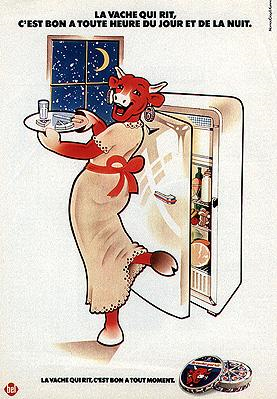 LA VACHE QUI RIT,
C'EST BON A TOUTE HEURE DU JOUR ET DE LA NUIT.
LA VACHE QUI RIT, C'EST BON A TOUT MOMENT.
bel